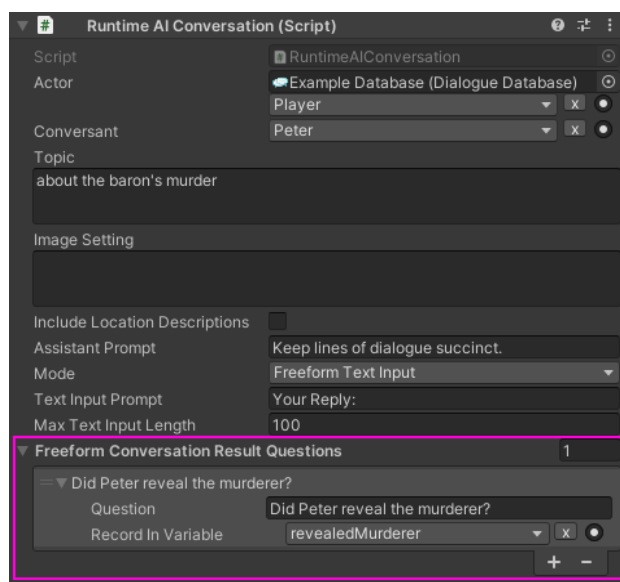 Runtime AI Conversation (Script)
Script RuntimeAIConversation
Actor Example Database (Dialogue Database)
Player x
Conversant Peter x
Topic
about the baron's murder
Image Setting
Include Location Descriptions
Assistant Prompt Keep lines of dialogue succinct.
Mode Freeform Text Input
Text Input Prompt Your Reply:
Max Text Input Length 100
Freeform Conversation Result Questions 1
Did Peter reveal the murderer?
Question Did Peter reveal the murderer?
Record In Variable revealedMurderer x
+ -